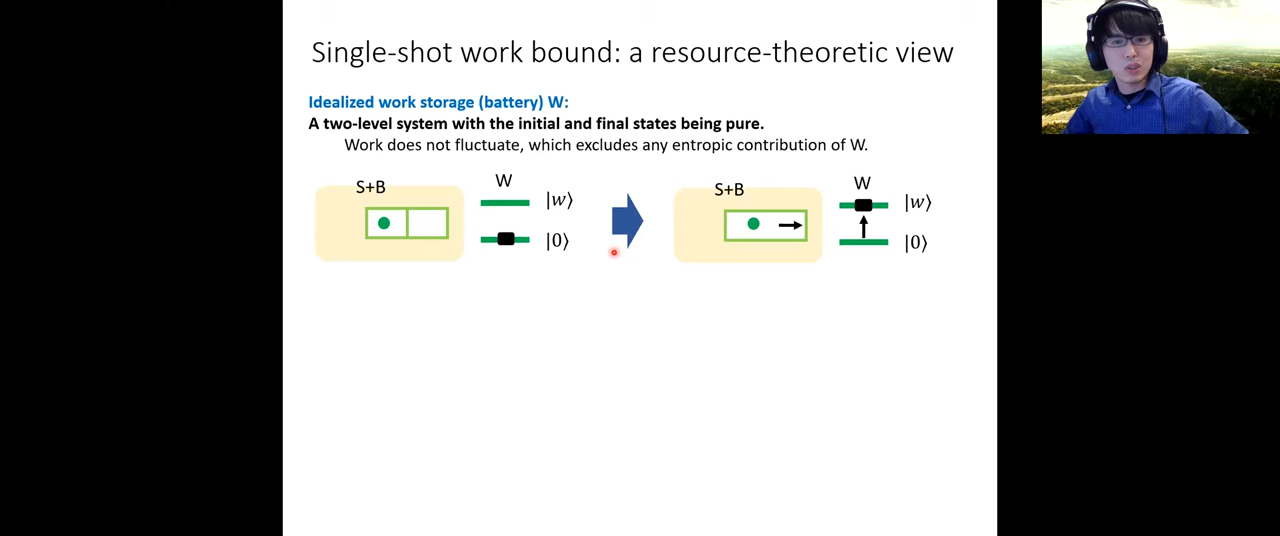 Single-shot work bound: a resource-theoretic view
Idealized work storage (battery) W:
A two-level system with the initial and final states being pure.
Work does not fluctuate, which excludes any entropic contribution of W.
S+B
W
|w⟩
|0⟩
S+B
W
|w⟩
|0⟩